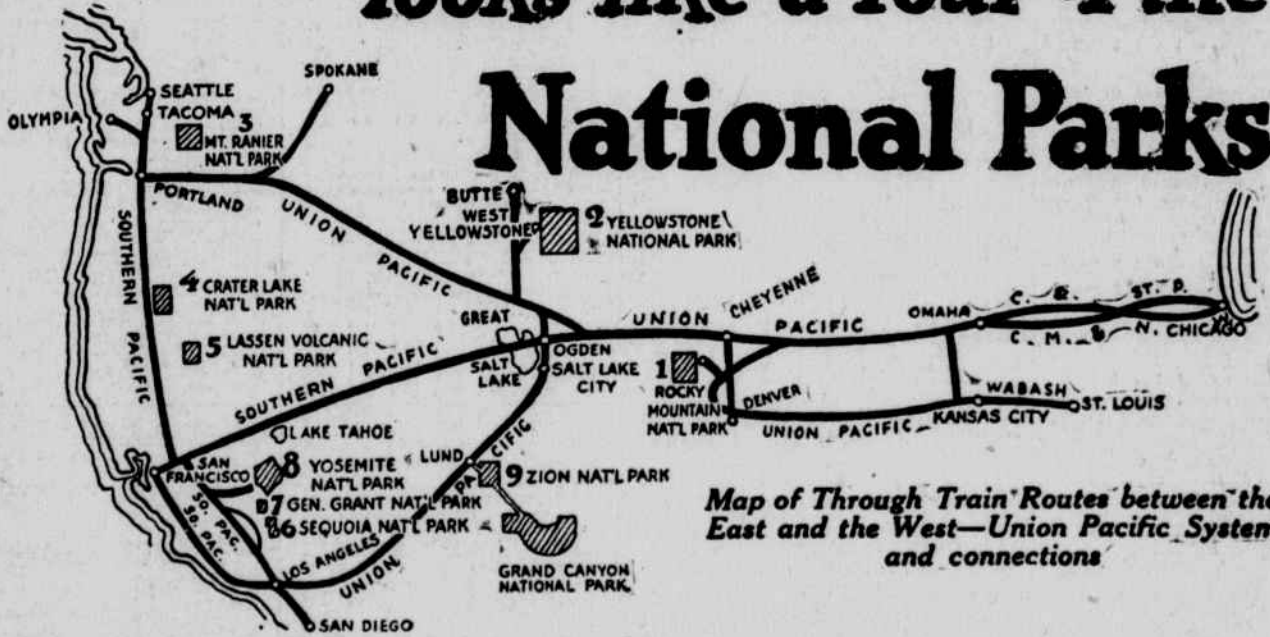 looks like a Tour
National Parks
SPOKANE
SEATTLE
TACOMA
OLYMPIA
3
MT. RANIER
NAT'L PARK
PORTLAND
UNION
PACIFIC
BUTTE
WEST
YELLOWSTONE
2 YELLOWSTONE
NATIONAL PARK
SOUTHERN
PACIFIC
4 CRATER LAKE
NAT'L PARK
5 LASSEN VOLCANIC
NAT'L PARK
SOUTHERN PACIFIC
GREAT
SALT
LAKE
OGDEN
SALT LAKE
CITY
UNION PACIFIC
CHEYENNE
1
ROCKY
MOUNTAIN
NAT'L PARK
DENVER
UNION PACIFIC
OMAHA
C. & ST. P.
C. M. & N.
CHICAGO
WABASH
KANSAS CITY
ST. LOUIS
LAKE TAHOE
SAN
FRANCISCO
8 YOSEMITE
NAT'L PARK
7 GEN. GRANT NAT'L PARK
6 SEQUOIA NAT'L PARK
SO. PAC.
SO. PAC.
LUND
9 ZION NAT'L PARK
LOS ANGELES
UNION
PACIFIC
GRAND CANYON
NATIONAL PARK
SAN DIEGO
Map of Through Train Routes between the
East and the West—Union Pacific System
and connections